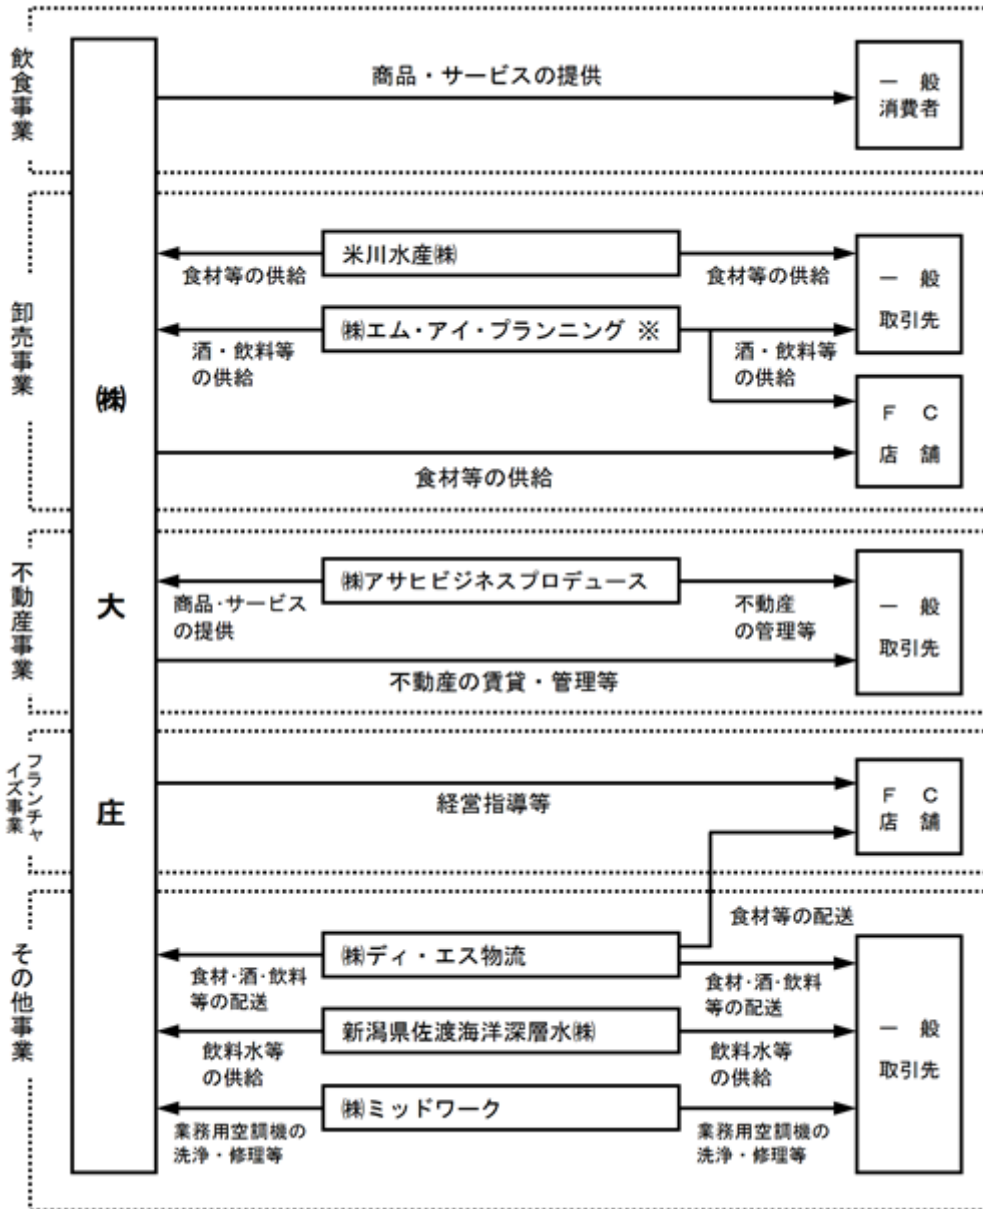 飲食事業
商品・サービスの提供
一　般
消費者
卸売事業
米川水産㈱
食材等の供給
食材等の供給
一　般
取引先
㈱エム・アイ・プランニング ※
酒・飲料等
の供給
酒・飲料等
の供給
Ｆ　Ｃ
店　舗
食材等の供給
㈱大庄
不動産事業
㈱アサヒビジネスプロデュース
商品・サービス
の提供
不動産
の管理等
一　般
取引先
不動産の賃貸・管理等
フランチャ
イズ事業
経営指導等
Ｆ　Ｃ
店　舗
食材等の配送
その他事業
㈱ディ・エス物流
食材・酒・飲料
等の配送
食材・酒・飲料
等の配送
新潟県佐渡海洋深層水㈱
飲料水等
の供給
飲料水等
の供給
一　般
取引先
㈱ミッドワーク
業務用空調機の
洗浄・修理等
業務用空調機の
洗浄・修理等